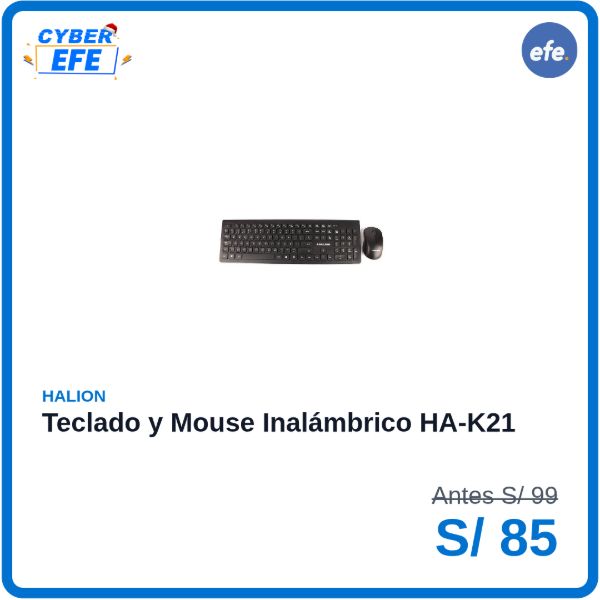 CYBER
EFE
efe.
HALION
Teclado y Mouse Inalámbrico HA-K21
Antes S/ 99
S/ 85